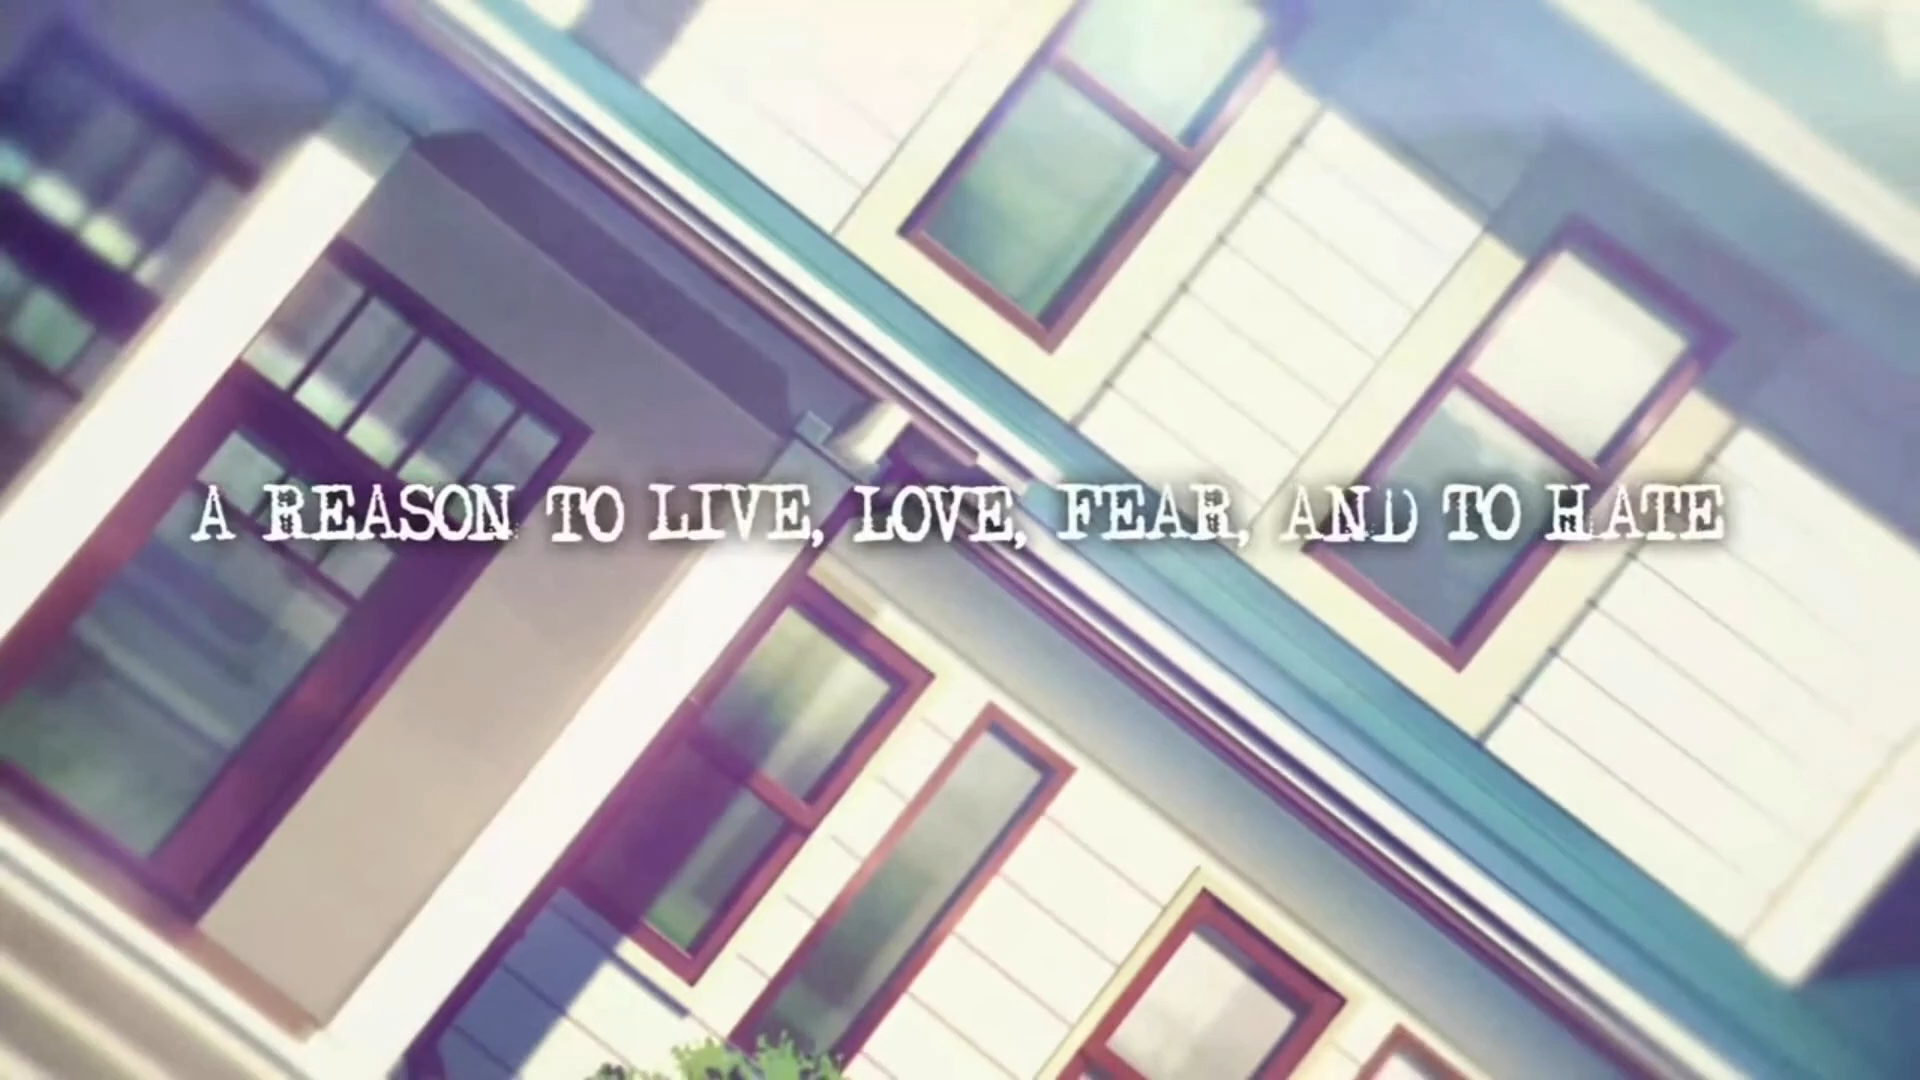 A REASON TO LIVE, LOVE, FEAR, AND TO HATE